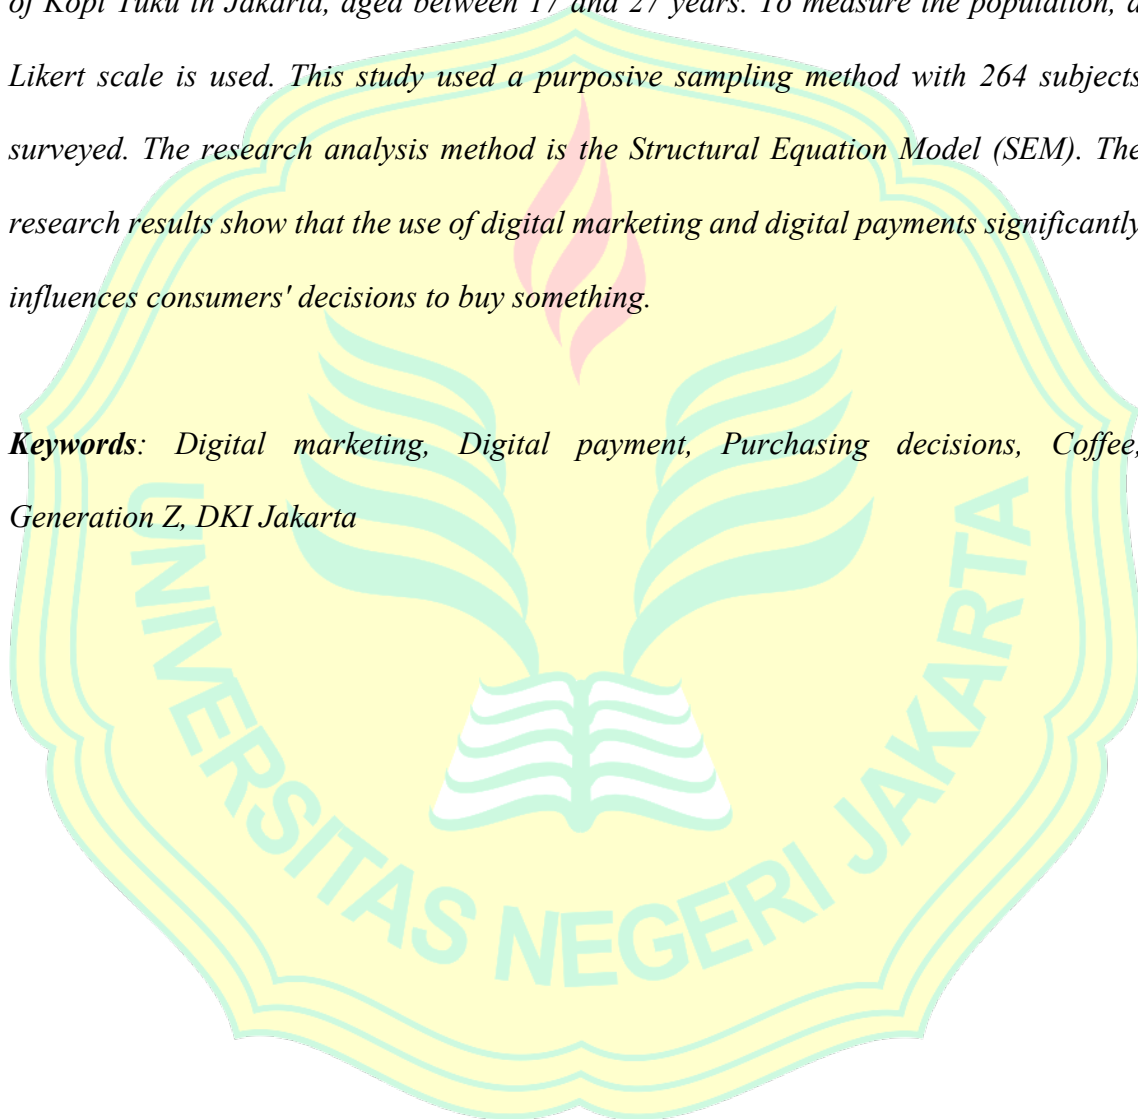 of Kopi Tuku in Jakarta, aged between 17 and 27 years. To measure the population, a
Likert scale is used. This study used a purposive sampling method with 264 subjects
surveyed. The research analysis method is the Structural Equation Model (SEM). The
research results show that the use of digital marketing and digital payments significantly
influences consumers' decisions to buy something.
Keywords: Digital marketing, Digital payment, Purchasing decisions, Coffee,
Generation Z, DKI Jakarta
UNIVERSITAS NEGERI JAKARTA